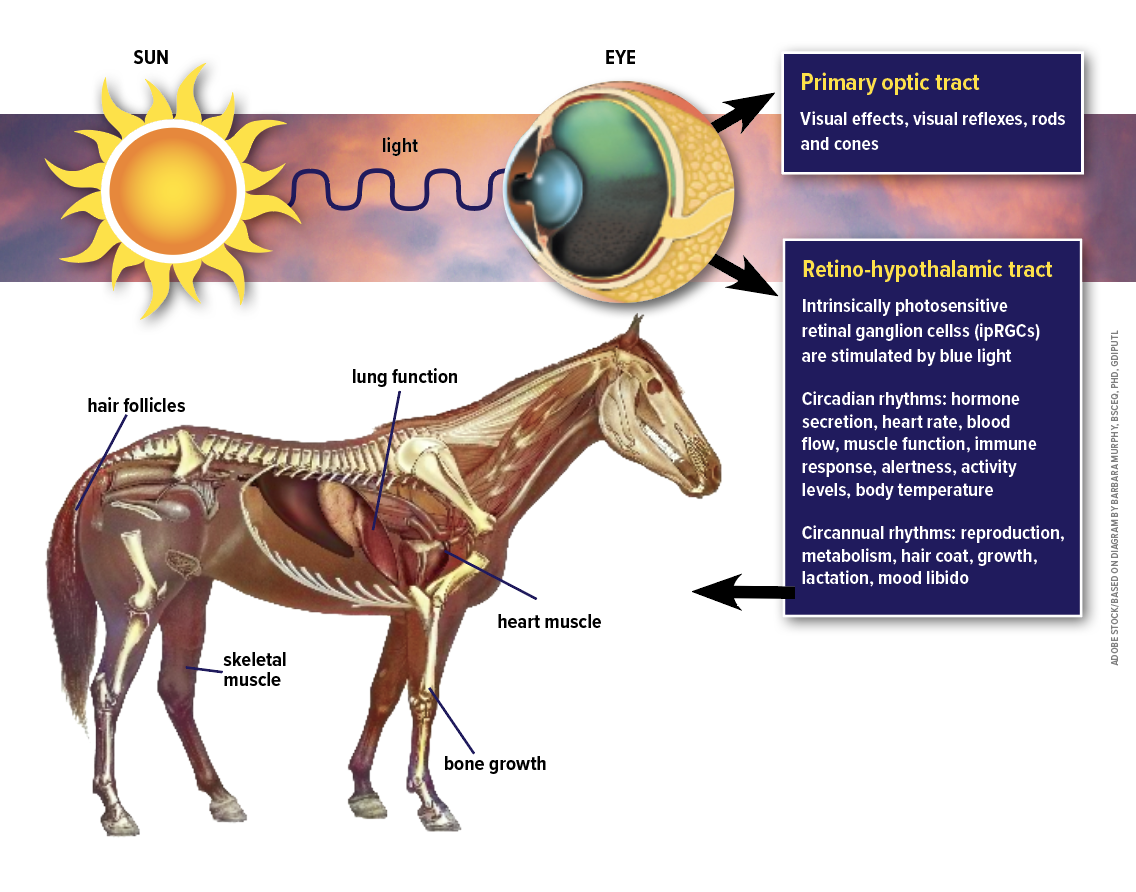 SUN
EYE
light
Primary optic tract
Visual effects, visual reflexes, rods
and cones
Retino-hypothalamic tract
Intrinsically photosensitive
retinal ganglion cellss (ipRGCs)
are stimulated by blue light
Circadian rhythms: hormone
secretion, heart rate, blood
flow, muscle function, immune
response, alertness, activity
levels, body temperature
Circannual rhythms: reproduction,
metabolism, hair coat, growth,
lactation, mood libido
hair follicles
lung function
heart muscle
skeletal
muscle
bone growth
ADOBE STOCK/BASED ON DIAGRAM BY BARBARA MURPHY, BSCEQ, PHD, GDIPUTL